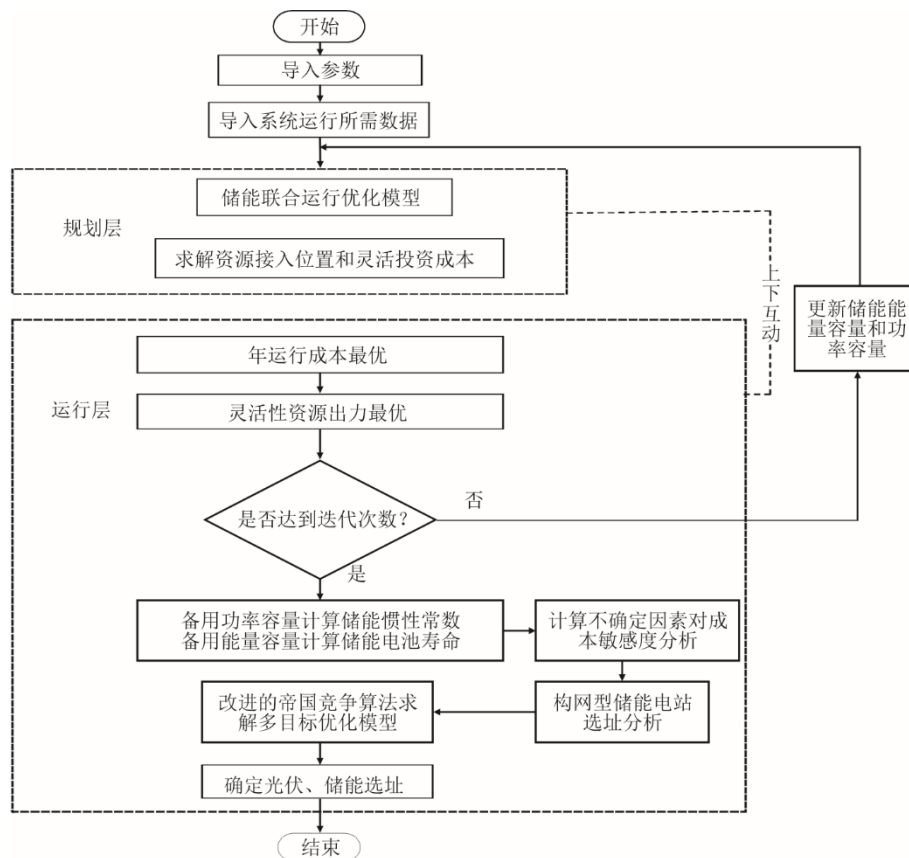 开始
导入参数
导入系统运行所需数据
储能联合运行优化模型
规划层
求解资源接入位置和灵活投资成本
上下互动
更新储能能
量容量和功
率容量
年运行成本最优
运行层
灵活性资源出力最优
是否达到迭代次数?
否
是
备用功率容量计算储能惯性常数
备用能量容量计算储能电池寿命
计算不确定因素对成
本敏感度分析
改进的帝国竞争算法求
解多目标优化模型
构网型储能电站
选址分析
确定光伏、储能选址
结束